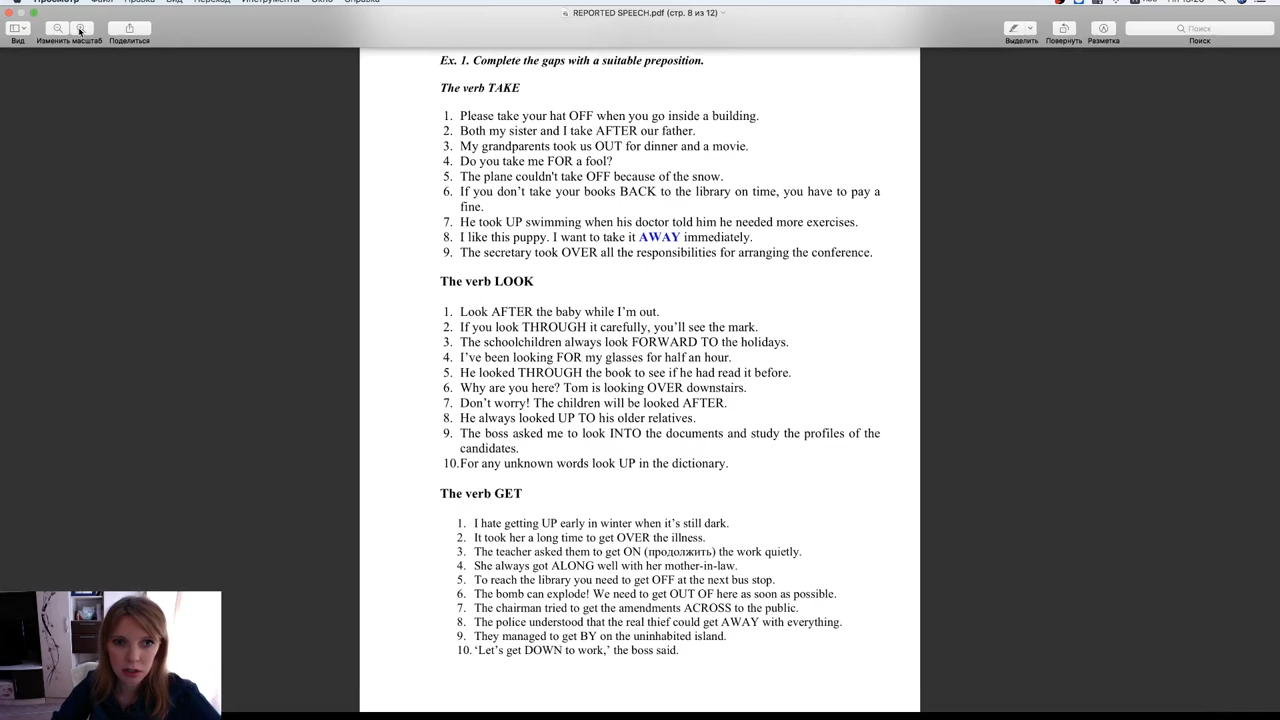 Просмотр Файл Правка Вид Переход Инструменты Окно Справка
REPORTED SPEECH.pdf (стр. 8 из 12)
Вид Изменить масштаб Поделиться Выделить Повернуть Разметка Поиск
Поиск
Ex. 1. Complete the gaps with a suitable preposition.
The verb TAKE
1. Please take your hat OFF when you go inside a building.
2. Both my sister and I take AFTER our father.
3. My grandparents took us OUT for dinner and a movie.
4. Do you take me FOR a fool?
5. The plane couldn't take OFF because of the snow.
6. If you don’t take your books BACK to the library on time, you have to pay a
fine.
7. He took UP swimming when his doctor told him he needed more exercises.
8. I like this puppy. I want to take it AWAY immediately.
9. The secretary took OVER all the responsibilities for arranging the conference.
The verb LOOK
1. Look AFTER the baby while I’m out.
2. If you look THROUGH it carefully, you’ll see the mark.
3. The schoolchildren always look FORWARD TO the holidays.
4. I’ve been looking FOR my glasses for half an hour.
5. He looked THROUGH the book to see if he had read it before.
6. Why are you here? Tom is looking OVER downstairs.
7. Don’t worry! The children will be looked AFTER.
8. He always looked UP TO his older relatives.
9. The boss asked me to look INTO the documents and study the profiles of the
candidates.
10.For any unknown words look UP in the dictionary.
The verb GET
1. I hate getting UP early in winter when it’s still dark.
2. It took her a long time to get OVER the illness.
3. The teacher asked them to get ON (продолжить) the work quietly.
4. She always got ALONG well with her mother-in-law.
5. To reach the library you need to get OFF at the next bus stop.
6. The bomb can explode! We need to get OUT OF here as soon as possible.
7. The chairman tried to get the amendments ACROSS to the public.
8. The police understood that the real thief could get AWAY with everything.
9. They managed to get BY on the uninhabited island.
10. ‘Let’s get DOWN to work,’ the boss said.